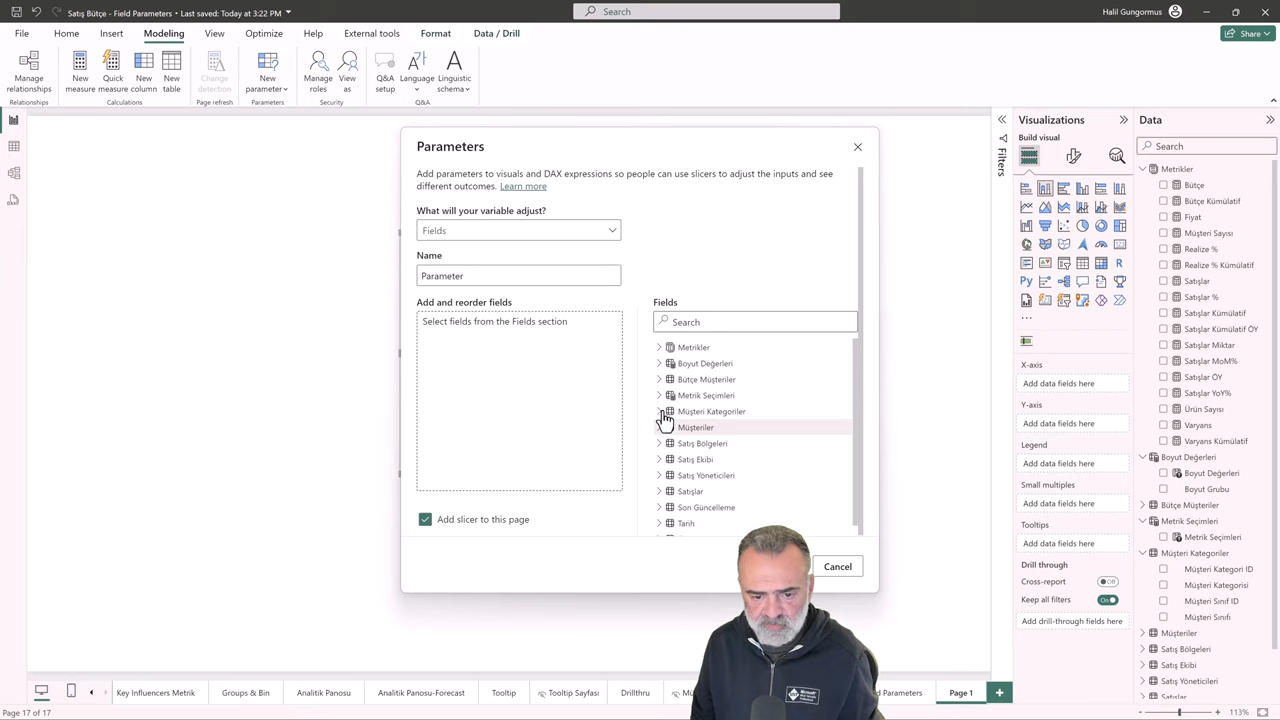 Satış Bütçe - Field Parameters • Last saved: Today at 3:22 PM
Search
Halil Gungormus
File
Home
Insert
Modeling
View
Optimize
Help
External tools
Format
Data / Drill
Share
Manage relationships
New measure
Quick measure
New column
New table
Change detection
New parameter
Manage roles
View as
Q&A setup
Language
Linguistic schema
Relationships
Calculations
Page refresh
Parameters
Security
Q&A
Parameters
Add parameters to visuals and DAX expressions so people can use slicers to adjust the inputs and see
different outcomes. Learn more
What will your variable adjust?
Fields
Name
Parameter
Add and reorder fields
Select fields from the Fields section
Add slicer to this page
Fields
Search
Metrikler
Boyut Değerleri
Bütçe Müşteriler
Metrik Seçimleri
Müşteri Kategoriler
Müşteriler
Satış Bölgeleri
Satış Ekibi
Satış Yöneticileri
Satışlar
Son Güncelleme
Tarih
Cancel
Filters
Visualizations
Build visual
Py
R
123
X-axis
Add data fields here
Y-axis
Add data fields here
Legend
Add data fields here
Small multiples
Add data fields here
Tooltips
Add data fields here
Drill through
Cross-report
Off
Keep all filters
On
Add drill-through fields here
Data
Search
Metrikler
Bütçe
Bütçe Kümülatif
Fiyat
Müşteri Sayısı
Realize %
Realize % Kümülatif
Satışlar
Satışlar %
Satışlar Kümülatif
Satışlar Kümülatif ÖY
Satışlar Miktar
Satışlar MoM%
Satışlar ÖY
Satışlar YoY%
Ürün Sayısı
Varyans
Varyans Kümülatif
Boyut Değerleri
Boyut Değerleri
Boyut Grubu
Bütçe Müşteriler
Metrik Seçimleri
Metrik Seçimleri
Müşteri Kategoriler
Müşteri Kategori ID
Müşteri Kategorisi
Müşteri Sınıf ID
Müşteri Sınıfı
Müşteriler
Satış Bölgeleri
Satış Ekibi
Satış Yöneticileri
Satışlar
Key Influencers Metrik
Groups & Bin
Analitik Panosu
Analitik Panosu-Forecast
Tooltip
Tooltip Sayfası
Drillthru
Parameters
Page 1
Page 17 of 17
113%